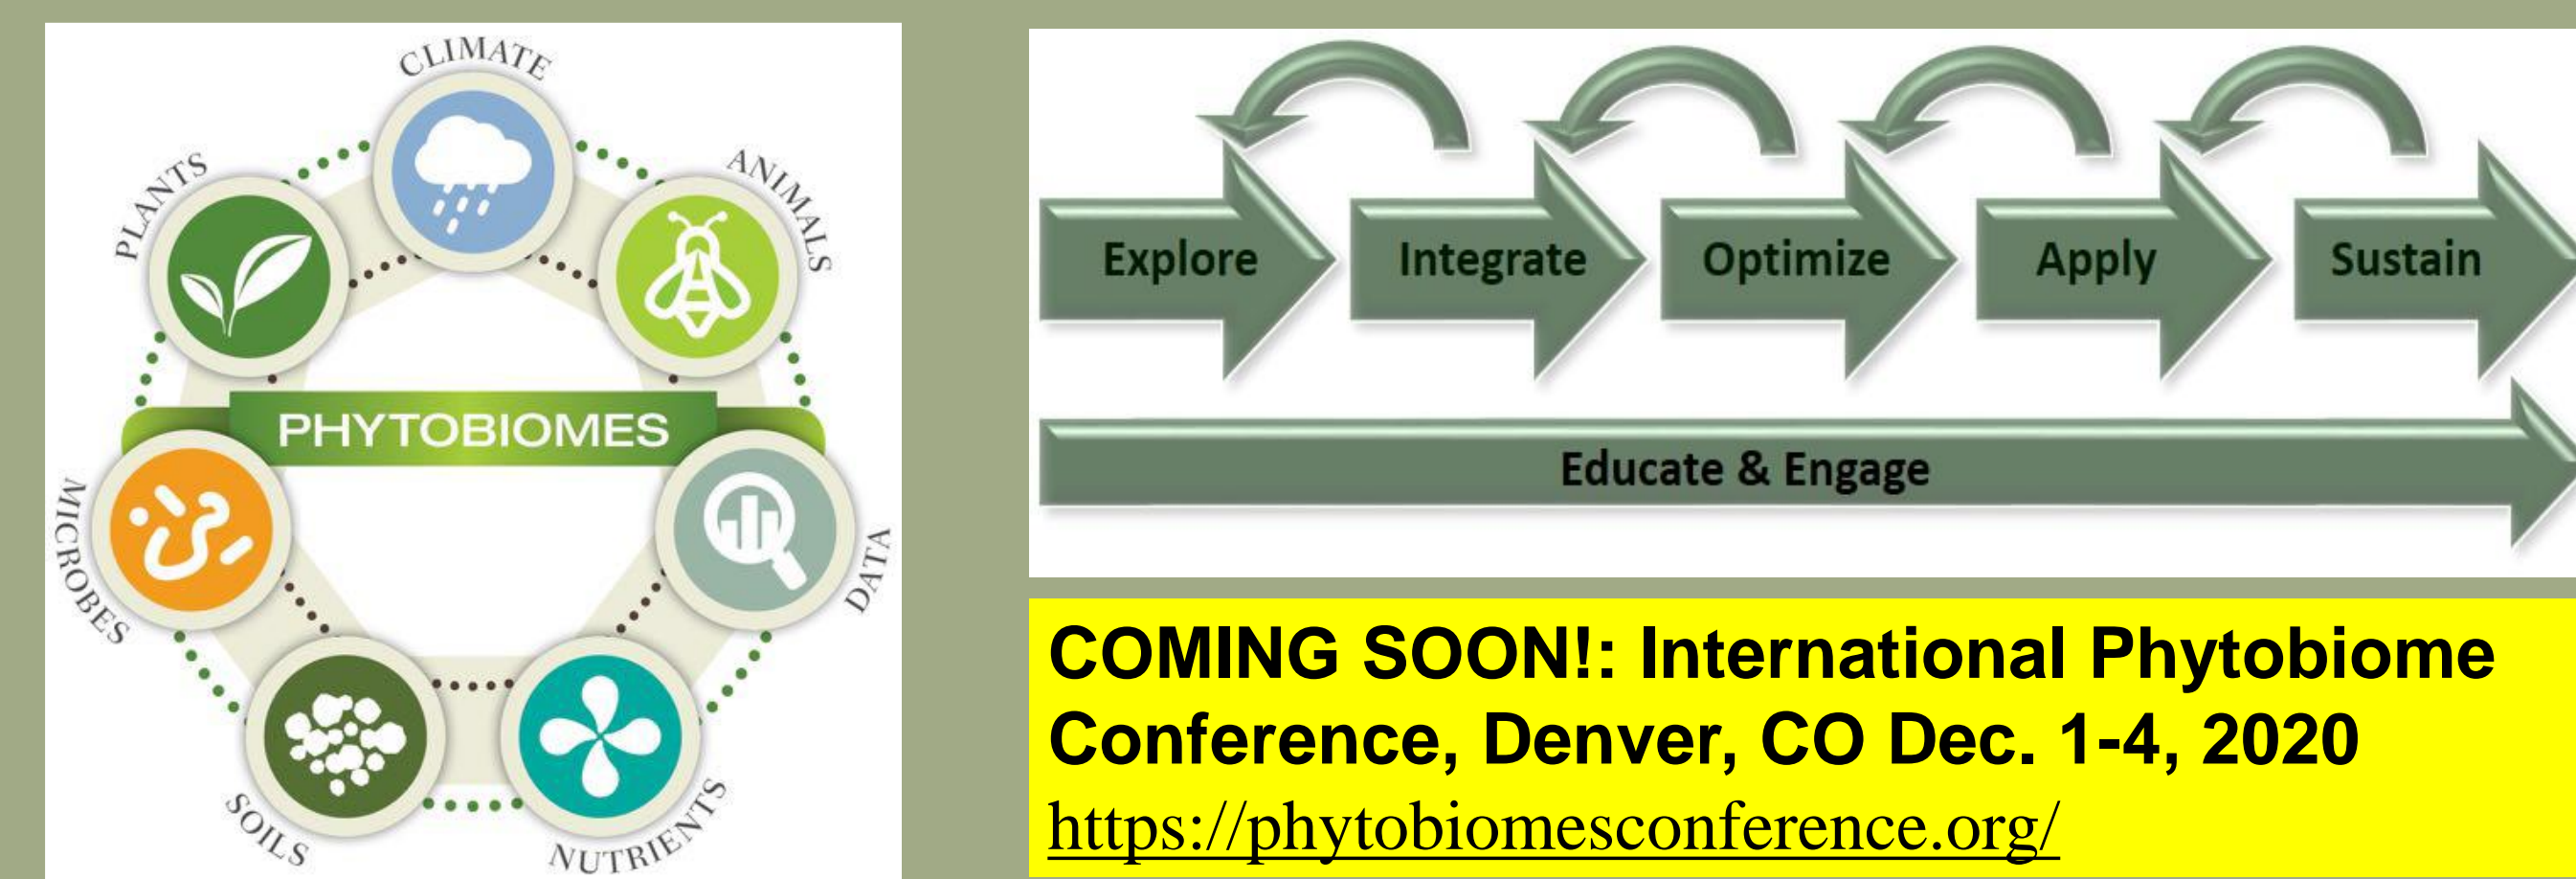 CLIMATE
PLANTS
ANIMALS
PHYTOBIOMES
MICROBES
DATA
SOILS
NUTRIENTS
Explore
Integrate
Optimize
Apply
Sustain
Educate & Engage
COMING SOON!: International Phytobiome
Conference, Denver, CO Dec. 1-4, 2020
https://phytobiomesconference.org/